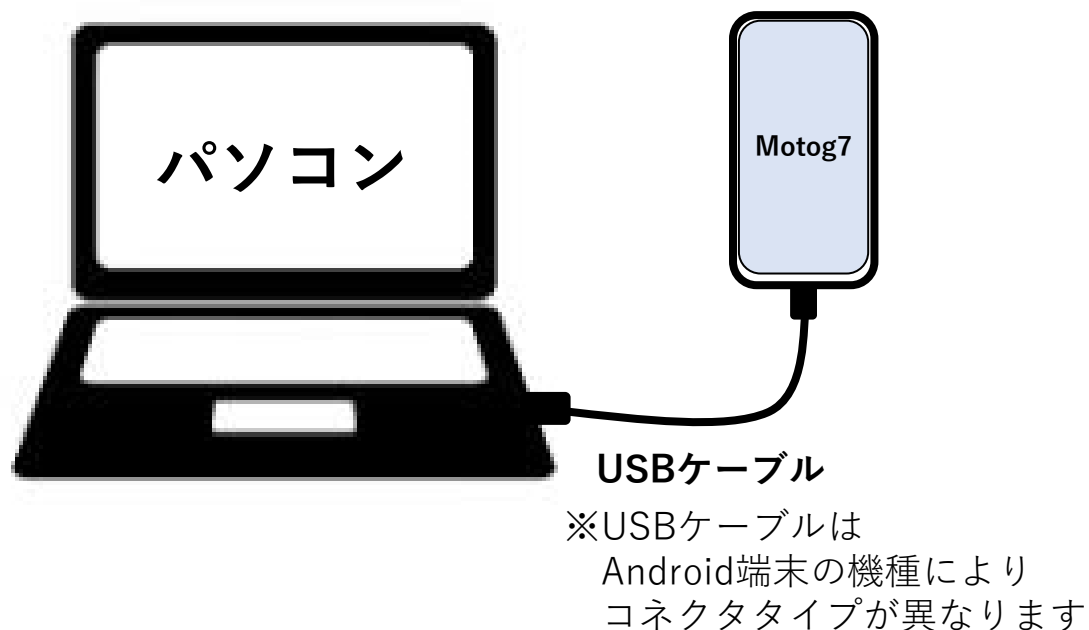 パソコン
Motog7
USBケーブル
※USBケーブルは
Android端末の機種により
コネクタタイプが異なります